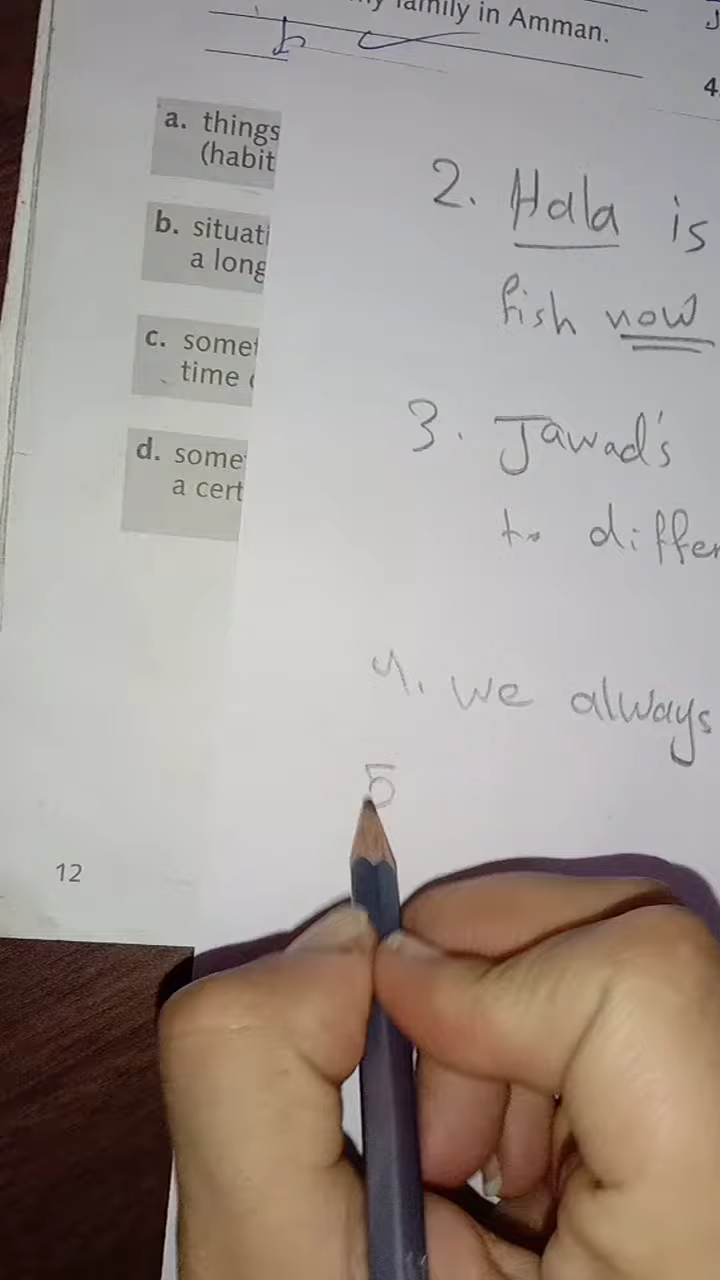 family in Amman.
b
4
a. things
(habit
b. situati
a long
c. some
time
d. some
a cert
2. Hala is
fish now
3. Jawad's
to differ
4. we always
5
12